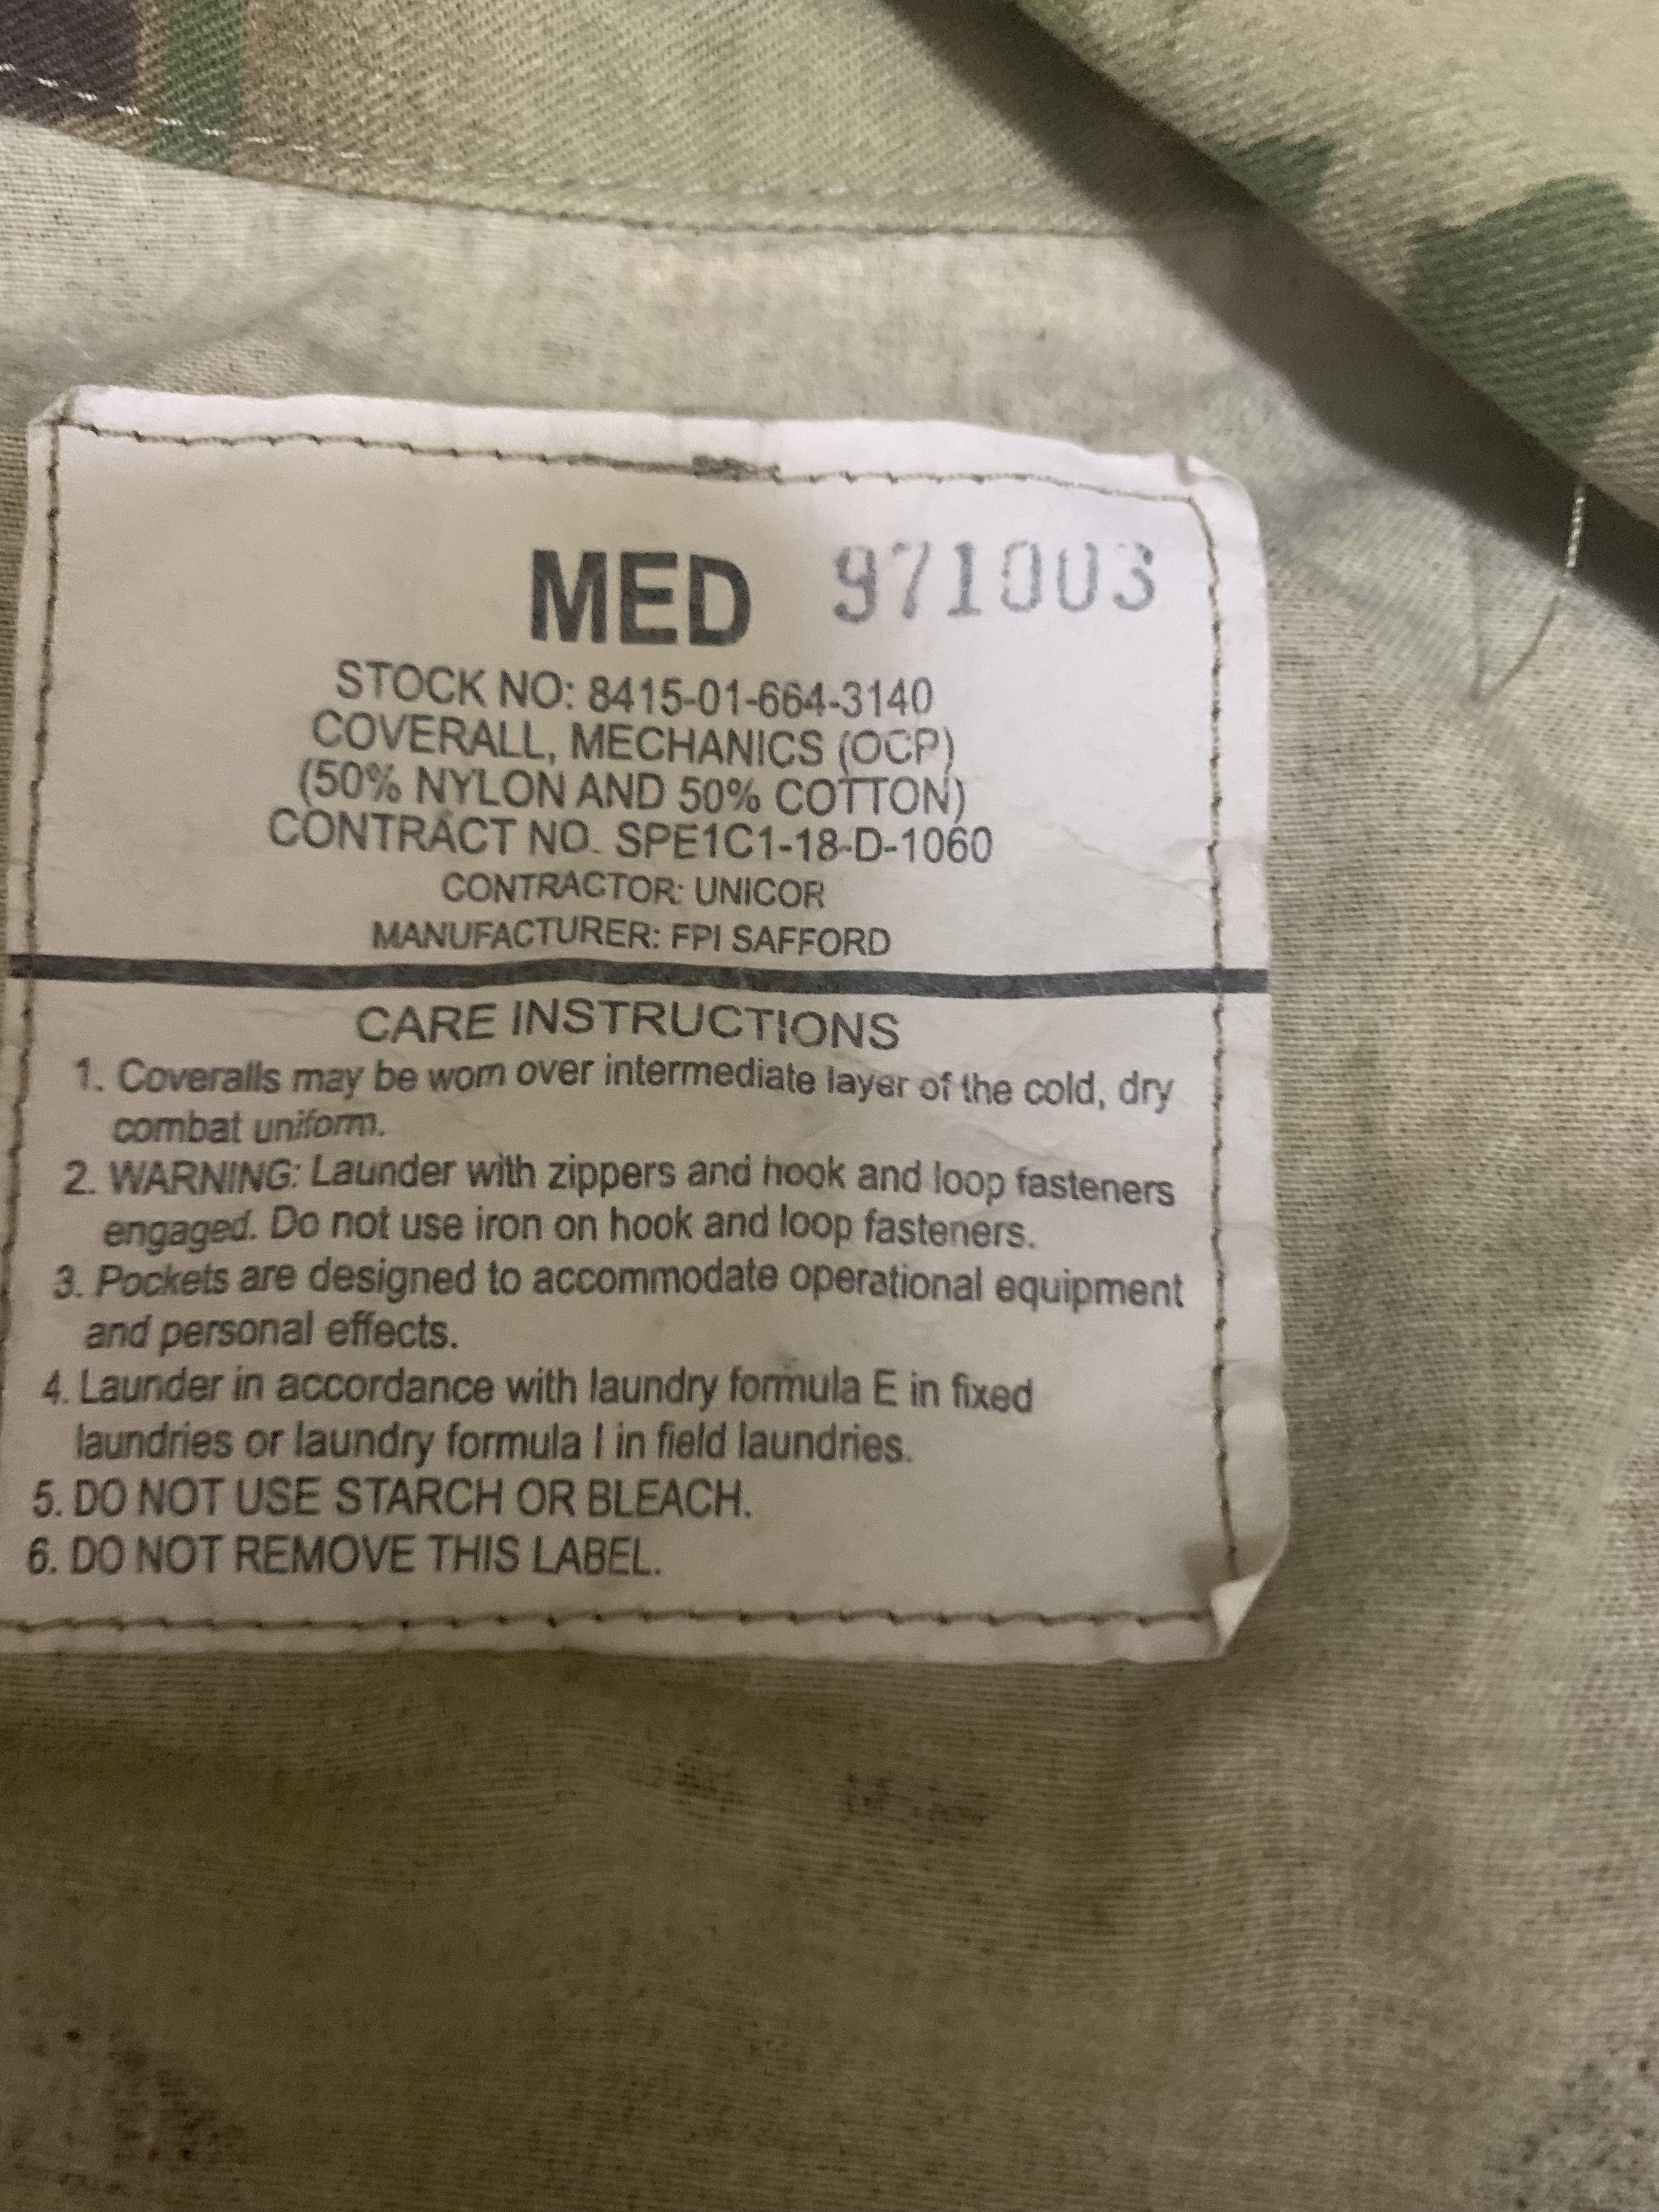 MED 971003
STOCK NO: 8415-01-664-3140
COVERALL, MECHANICS (OCP)
(50% NYLON AND 50% COTTON)
CONTRACT NO. SPE1C1-18-D-1060
CONTRACTOR: UNICOR
MANUFACTURER: FPI SAFFORD
CARE INSTRUCTIONS
1. Coveralls may be worn over intermediate layer of the cold, dry
combat uniform.
2. WARNING: Launder with zippers and hook and loop fasteners
engaged. Do not use iron on hook and loop fasteners.
3. Pockets are designed to accommodate operational equipment
and personal effects.
4. Launder in accordance with laundry formula E in fixed
laundries or laundry formula I in field laundries.
5. DO NOT USE STARCH OR BLEACH.
6. DO NOT REMOVE THIS LABEL.